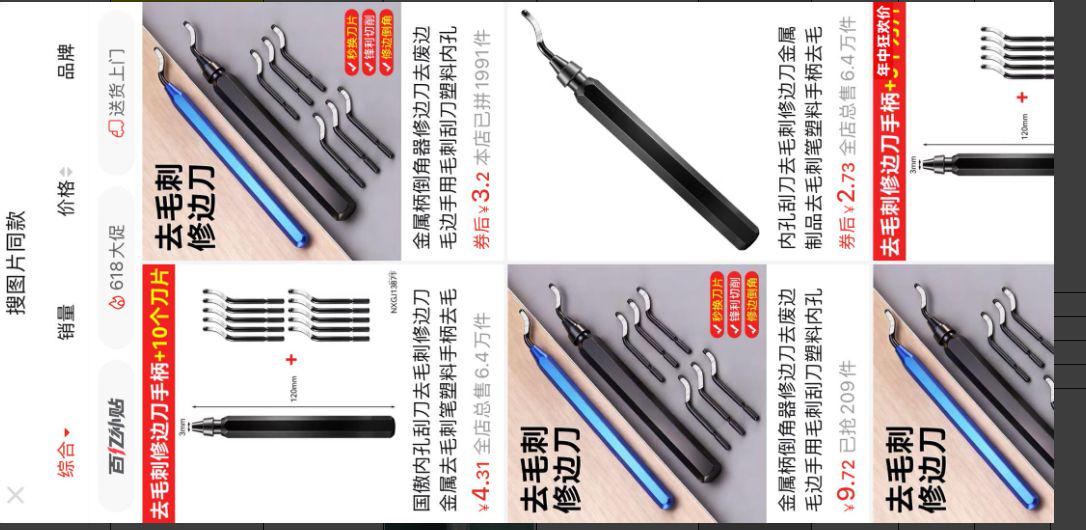 搜图片同款
综合 销量 价格 品牌
百亿补贴 618大促 送货上门
去毛刺修边刀手柄+10个刀片
3mm
120mm
+
国傲内孔刮刀去毛刺修边刀
金属去毛刺笔塑料手柄去毛
¥4.31 全店总售6.4万件
去毛刺
修边刀
秒换刀片
锋利切削
修边倒角
金属柄倒角器修边刀去废边
毛边手用毛刺刮刀塑料内孔
券后¥3.2 本店已拼1991件
去毛刺
修边刀
秒换刀片
锋利切削
修边倒角
金属柄倒角器修边刀去废边
毛边手用毛刺刮刀塑料内孔
¥9.72 已抢209件
内孔刮刀去毛刺修边刀金属
制品去毛刺笔塑料手柄去毛
券后¥2.73 全店总售6.4万件
去毛刺
修边刀
去毛刺修边刀手柄+
年中狂欢价
3mm
120mm
+